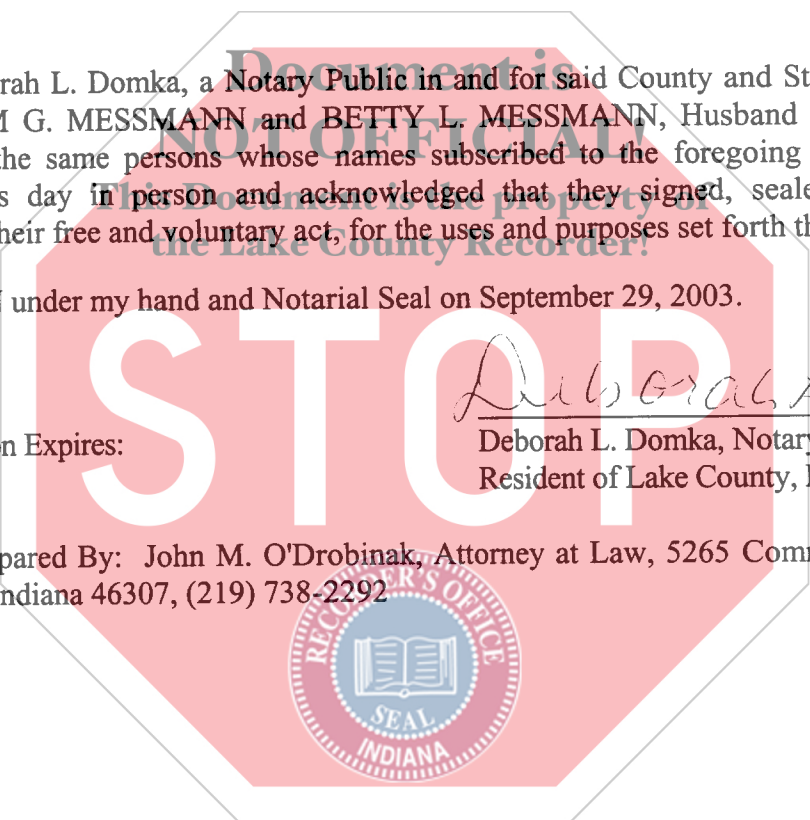 Document is
NOT OFFICIAL!
This Document is the property of
the Lake County Recorder!
rah L. Domka, a Notary Public in and for said County and St
M G. MESSMANN and BETTY L. MESSMANN, Husband
the same persons whose names subscribed to the foregoing
s day in person and acknowledged that they signed, seale
heir free and voluntary act, for the uses and purposes set forth th
under my hand and Notarial Seal on September 29, 2003.
STOP
Deborah
n Expires:
Deborah L. Domka, Notary
Resident of Lake County, I
pared By: John M. O'Drobinak, Attorney at Law, 5265 Comm
ndiana 46307, (219) 738-2292
RECORDER'S OFFICE
SEAL
INDIANA